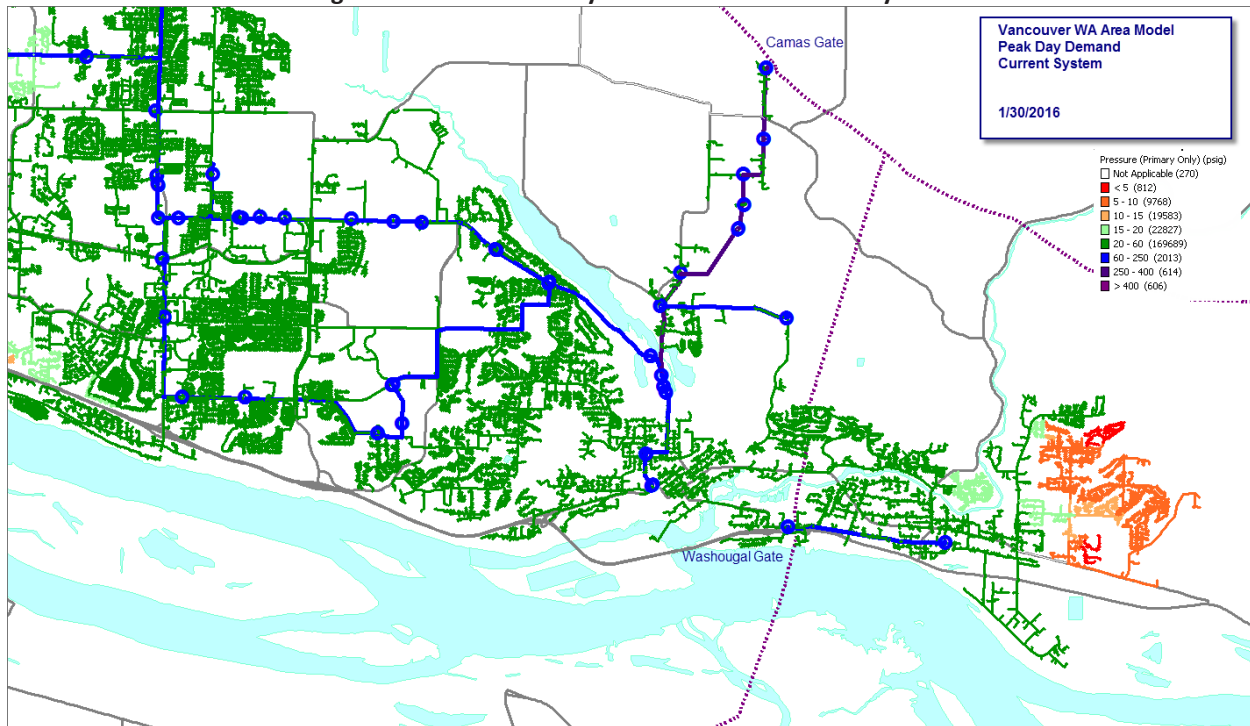 Camas Gate
Vancouver WA Area Model
Peak Day Demand
Current System
1/30/2016
Pressure (Primary Only) (psig)
Not Applicable (270)
< 5 (812)
5 - 10 (9768)
10 - 15 (19583)
15 - 20 (22827)
20 - 60 (169689)
60 - 250 (2013)
250 - 400 (614)
> 400 (606)
Washougal Gate